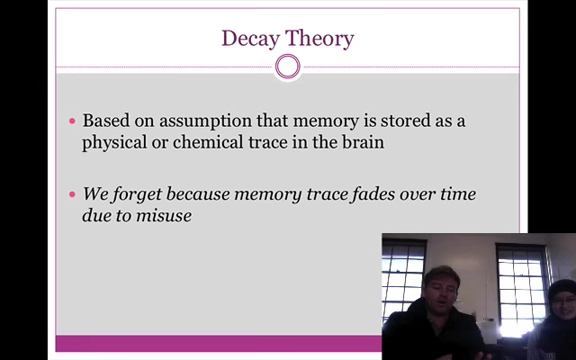 Decay Theory
Based on assumption that memory is stored as a
physical or chemical trace in the brain
We forget because memory trace fades over time
due to misuse